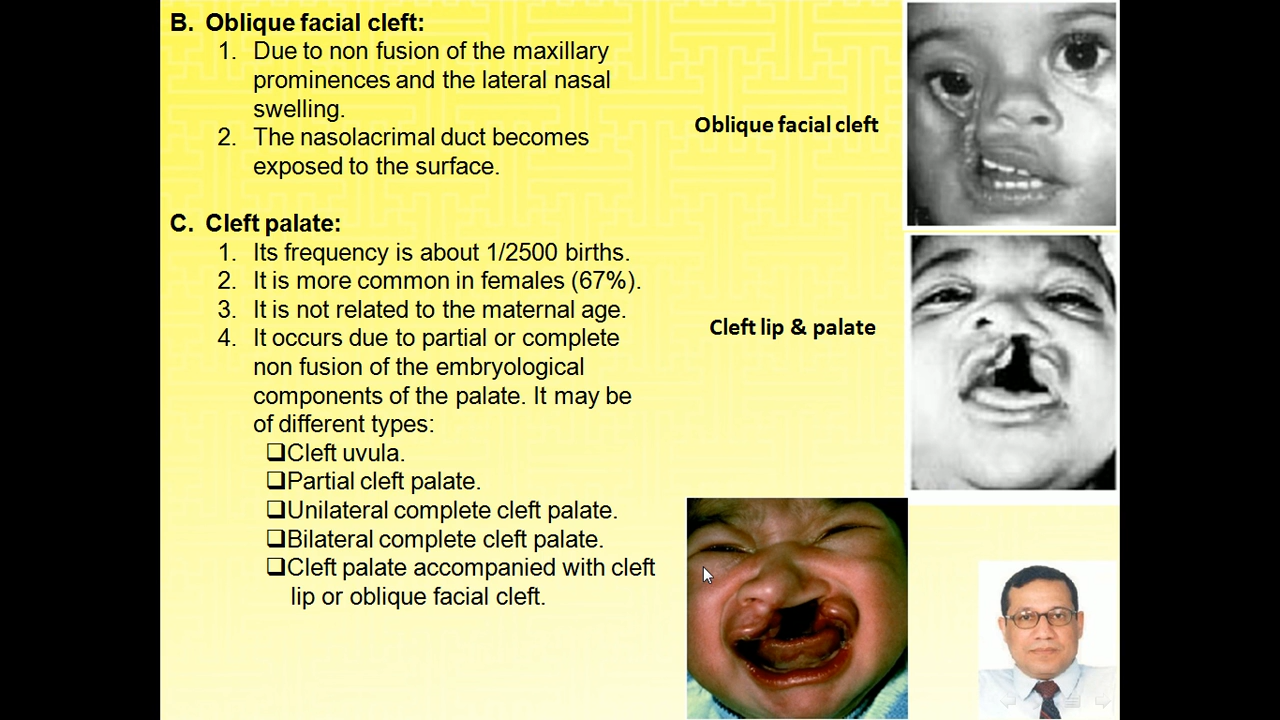 B. Oblique facial cleft:
1. Due to non fusion of the maxillary
prominences and the lateral nasal
swelling.
2. The nasolacrimal duct becomes
exposed to the surface.
C. Cleft palate:
1. Its frequency is about 1/2500 births.
2. It is more common in females (67%).
3. It is not related to the maternal age.
4. It occurs due to partial or complete
non fusion of the embryological
components of the palate. It may be
of different types:
❑Cleft uvula.
❑Partial cleft palate.
❑Unilateral complete cleft palate.
❑Bilateral complete cleft palate.
❑Cleft palate accompanied with cleft
lip or oblique facial cleft.
Oblique facial cleft
Cleft lip & palate